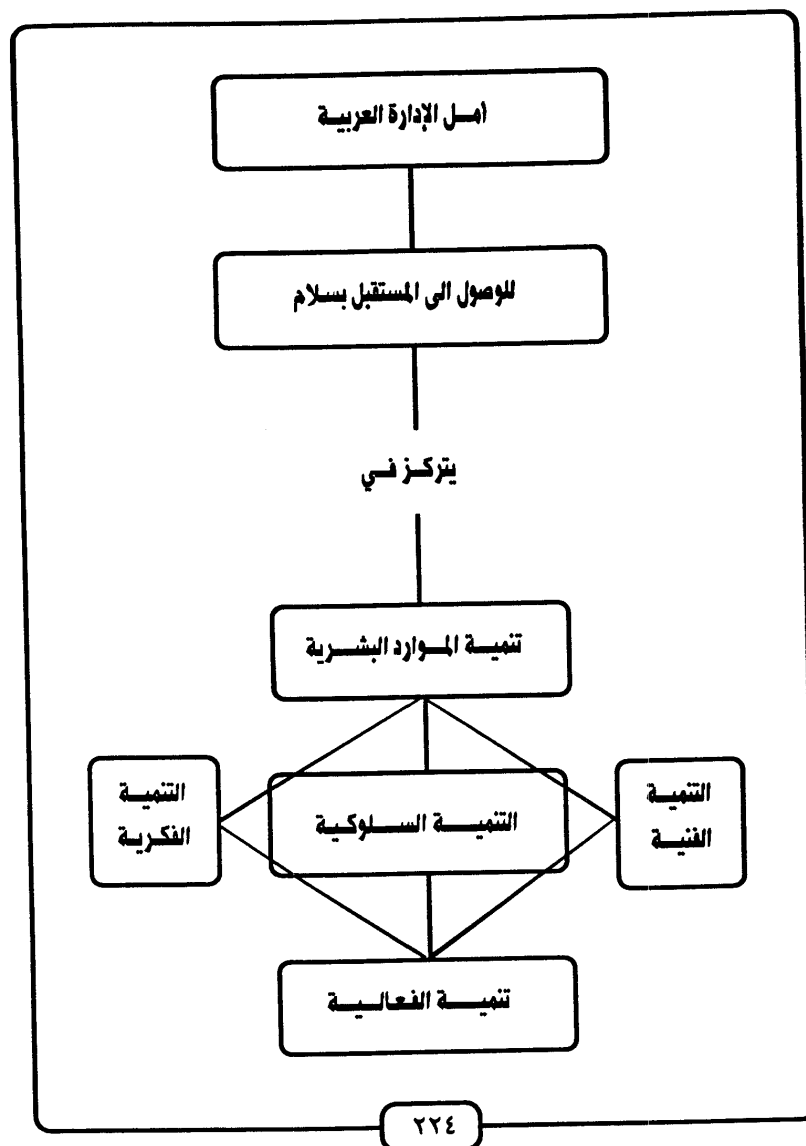 امل الإدارة العربية
للوصول الى المستقبل بسلام
يتركز في
تنمية الموارد البشرية
التنمية
الفنية
التنمية السلوكية
التنمية
الفكرية
تنمية الفعالية
٢٢٤